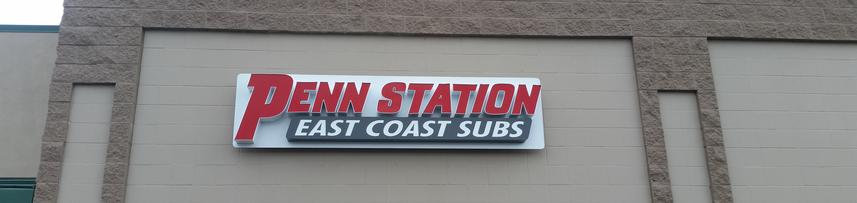 PENN STATION
EAST COAST SUBS